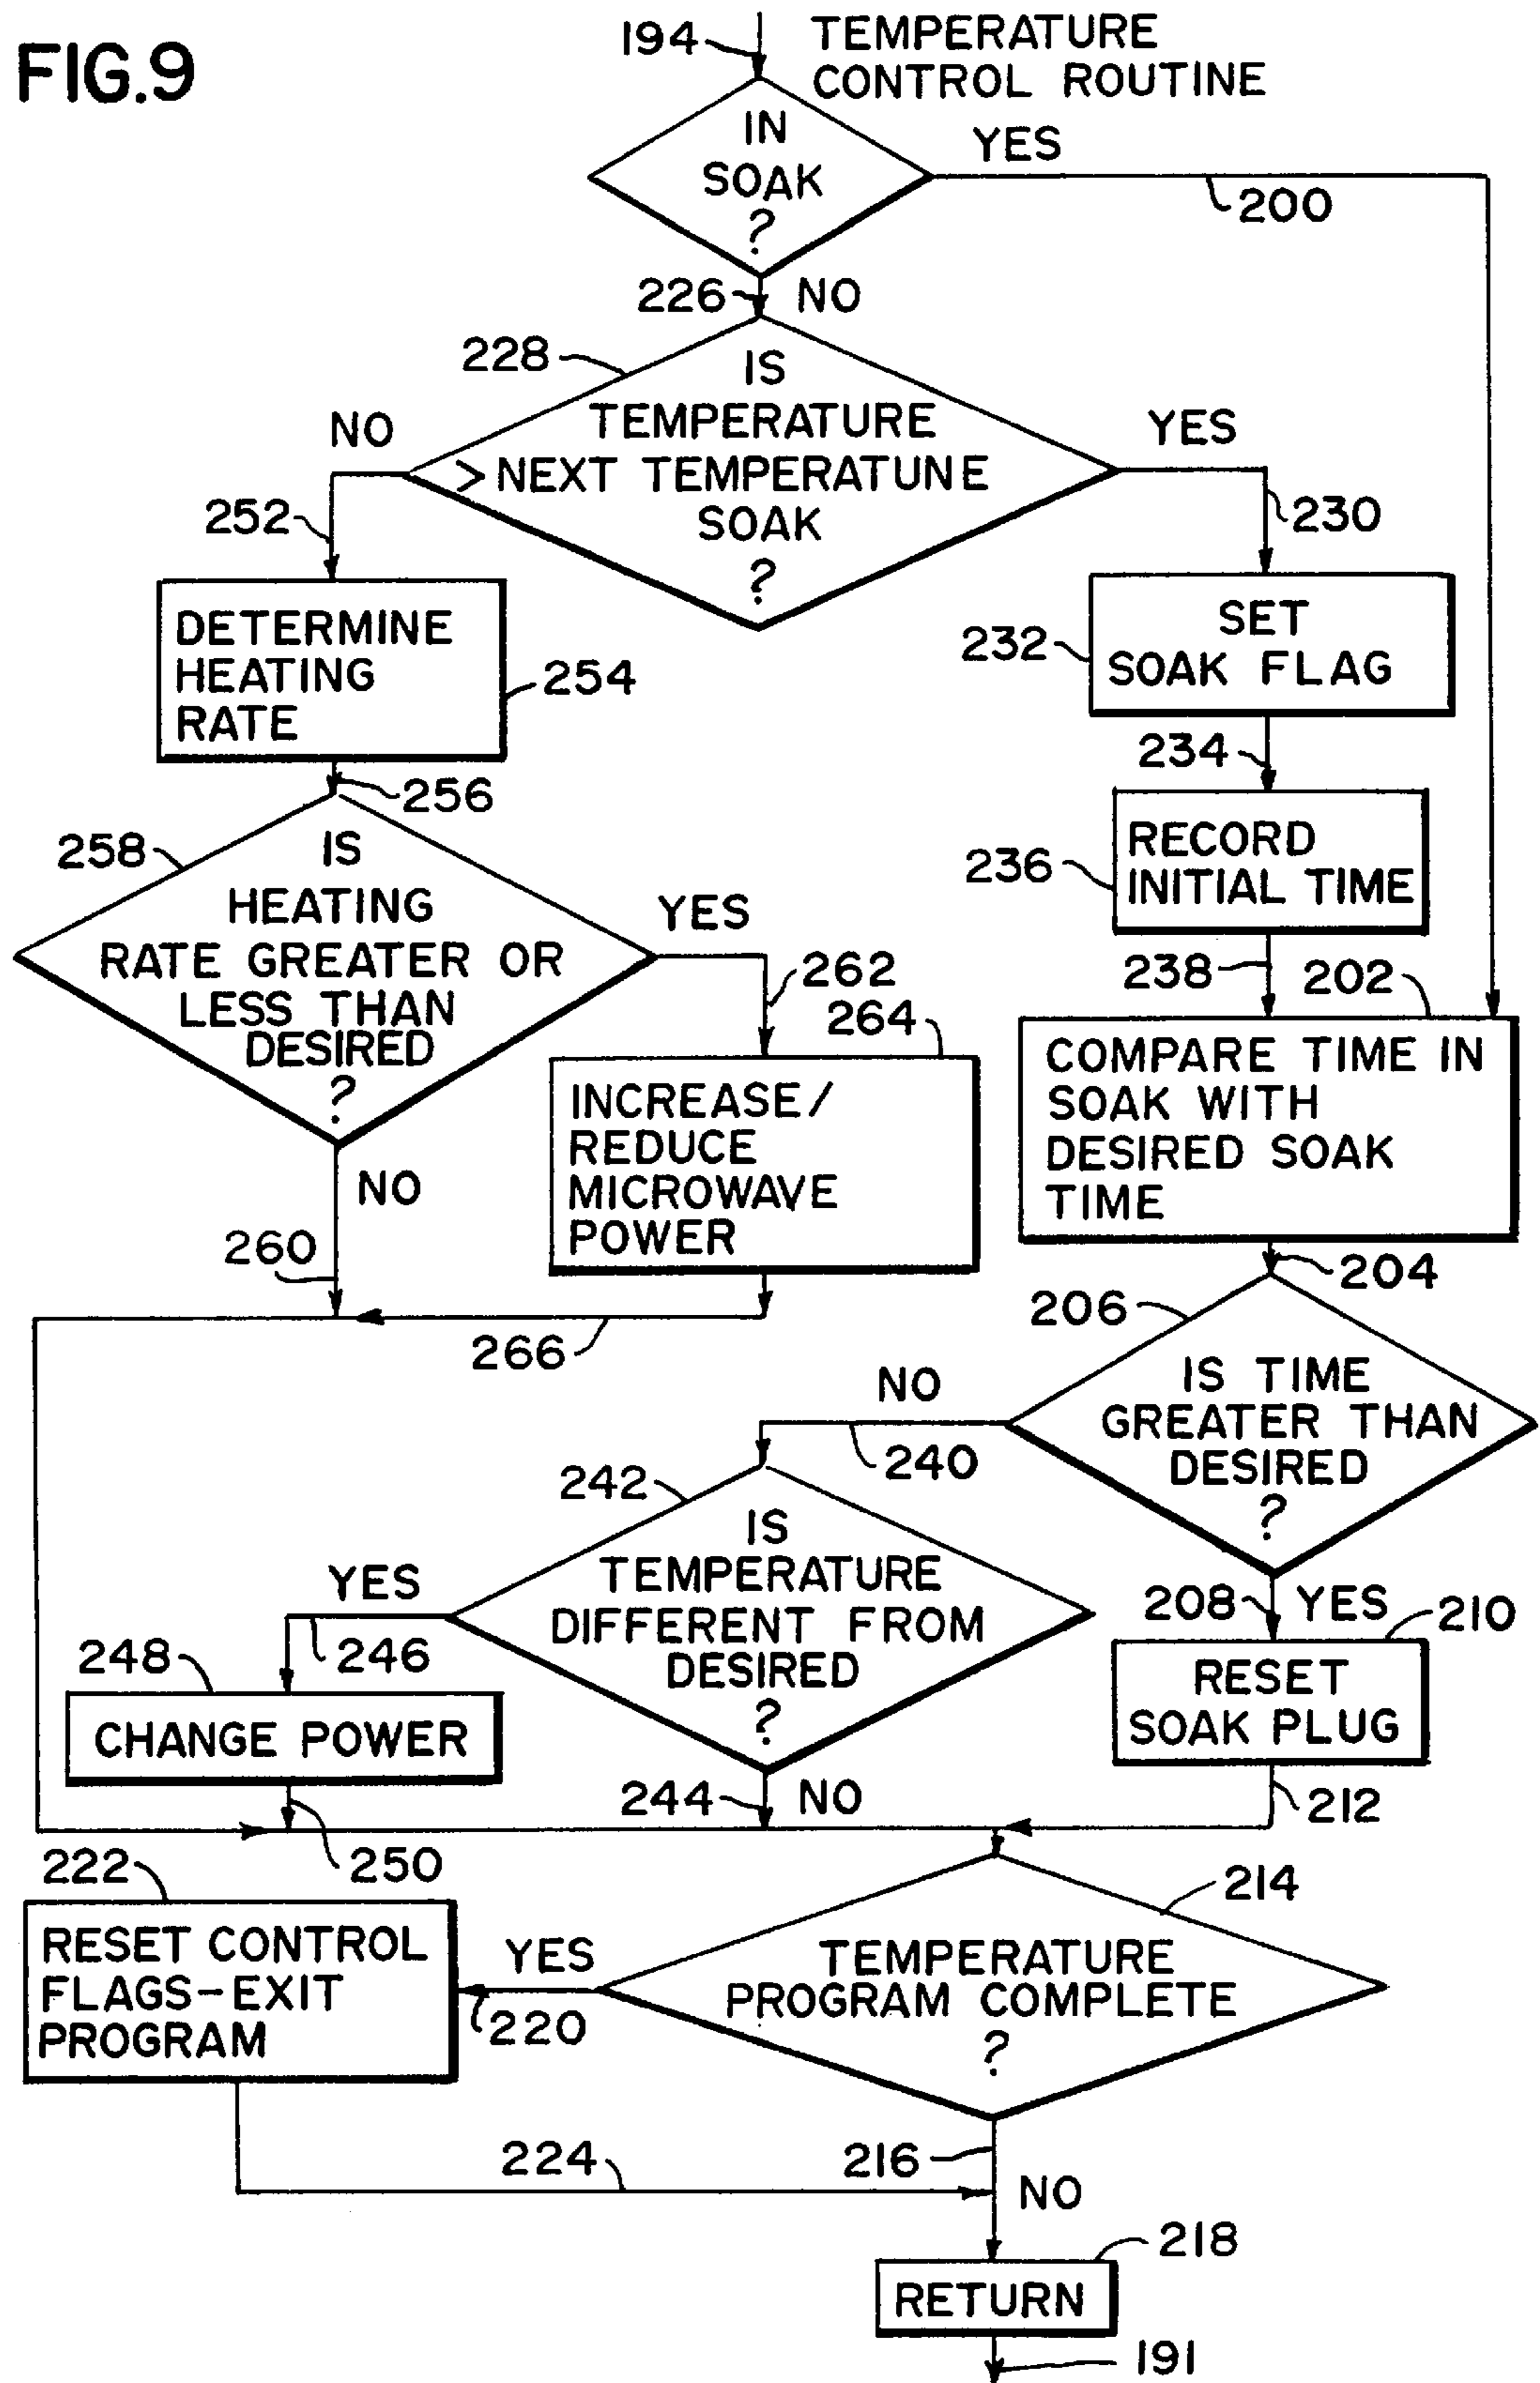 FIG.9
194
TEMPERATURE
CONTROL ROUTINE
IN
SOAK
?
YES
200
226
NO
228
IS
TEMPERATURE
> NEXT TEMPERATUNE
SOAK
?
NO
YES
252
230
DETERMINE
HEATING
RATE
254
SET
SOAK FLAG
232
234
256
RECORD
INITIAL TIME
236
258
IS
HEATING
RATE GREATER OR
LESS THAN
DESIRED
?
YES
262
238
202
264
INCREASE/
REDUCE
MICROWAVE
POWER
COMPARE TIME IN
SOAK WITH
DESIRED SOAK
TIME
NO
260
204
206
266
IS TIME
GREATER THAN
DESIRED
?
NO
240
242
IS
TEMPERATURE
DIFFERENT FROM
DESIRED
?
YES
246
208
YES
210
248
CHANGE POWER
RESET
SOAK PLUG
244
NO
212
250
222
214
RESET CONTROL
FLAGS-EXIT
PROGRAM
YES
220
TEMPERATURE
PROGRAM COMPLETE
?
224
216
NO
218
RETURN
191